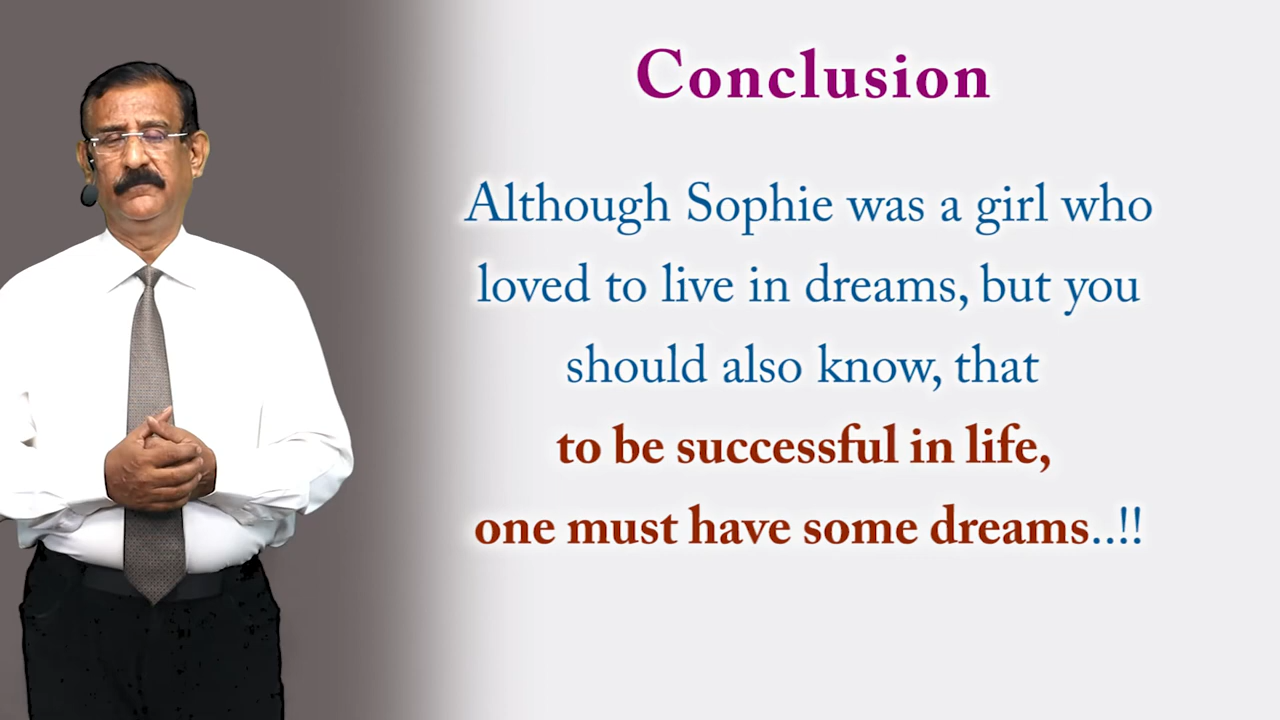 Conclusion
Although Sophie was a girl who
loved to live in dreams, but you
should also know, that
to be successful in life,
one must have some dreams..!!